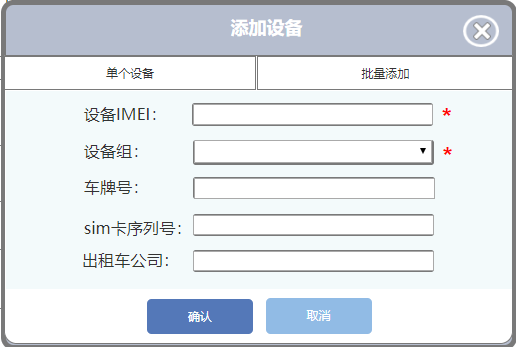 添加设备
单个设备 批量添加
设备IMEI: *
设备组: *
车牌号:
sim卡序列号:
出租车公司:
确认 取消